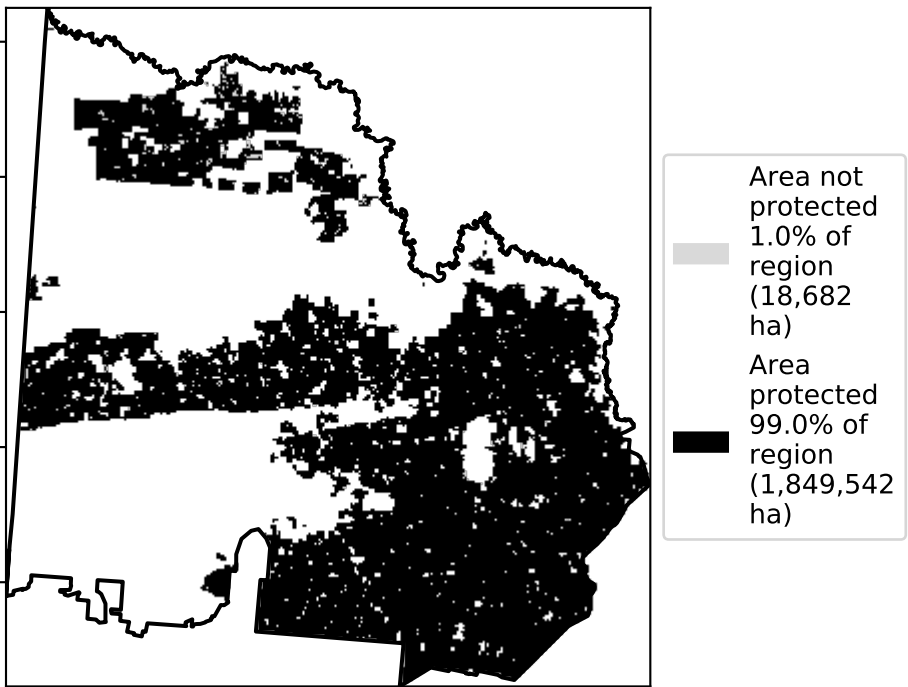 Area not
protected
1.0% of
region
(18,682
ha)
Area
protected
99.0% of
region
(1,849,542
ha)